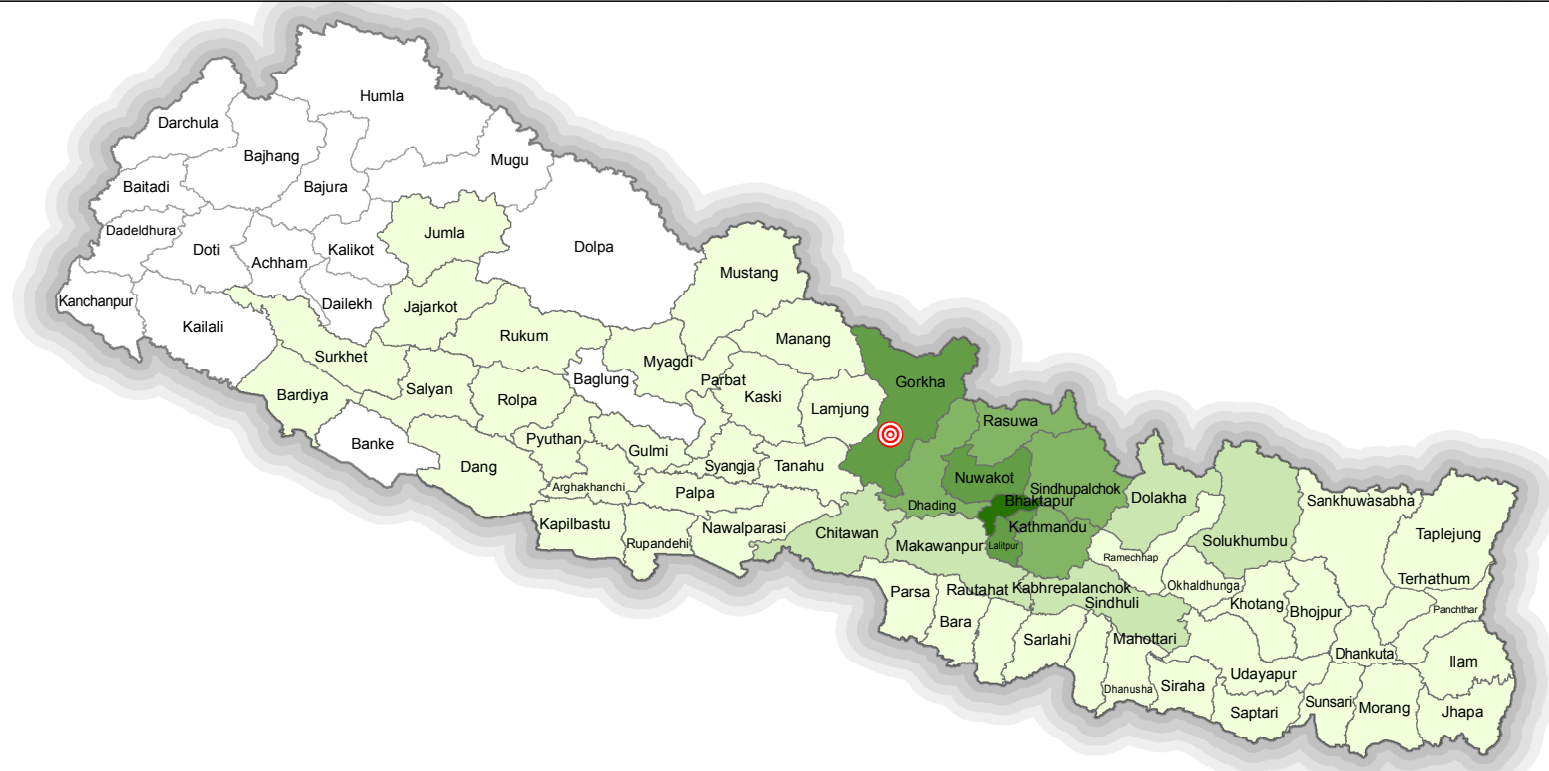 Humla
Darchula
Bajhang
Mugu
Baitadi
Bajura
Dadeldhura
Jumla
Doti
Kalikot
Dolpa
Achham
Mustang
Kanchanpur
Dailekh
Jajarkot
Kailali
Rukum
Manang
Surkhet
Myagdi
Gorkha
Baglung
Parbat
Salyan
Bardiya
Rolpa
Kaski
Lamjung
Rasuwa
Banke
Pyuthan
Gulmi
Dang
Syangja
Tanahu
Nuwakot
Arghakhanchi
Palpa
Sindhupalchok
Dolakha
Bhaktapur
Sankhuwasabha
Dhading
Kapilbastu
Nawalparasi
Kathmandu
Chitawan
Taplejung
Rupandehi
Makawanpur
Lalitpur
Solukhumbu
Ramechhap
Terhathum
Parsa
Rautahat
Kabhrepalanchok
Okhaldhunga
Sindhuli
Khotang
Bhojpur
Panchthar
Bara
Sarlahi
Mahottari
Dhankuta
Ilam
Udayapur
Dhanusha
Siraha
Saptari
Sunsari
Morang
Jhapa